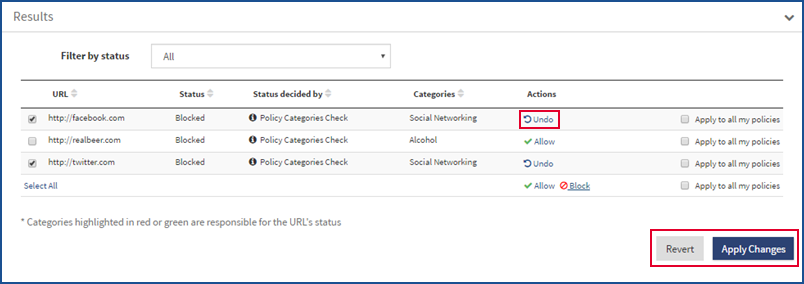 Results
Filter by status All
URL Status Status decided by Categories Actions
http://facebook.com Blocked Policy Categories Check Social Networking Undo Apply to all my policies
http://realbeer.com Blocked Policy Categories Check Alcohol Allow Apply to all my policies
http://twitter.com Blocked Policy Categories Check Social Networking Undo Apply to all my policies
Select All Allow Block Apply to all my policies
* Categories highlighted in red or green are responsible for the URL's status
Revert Apply Changes